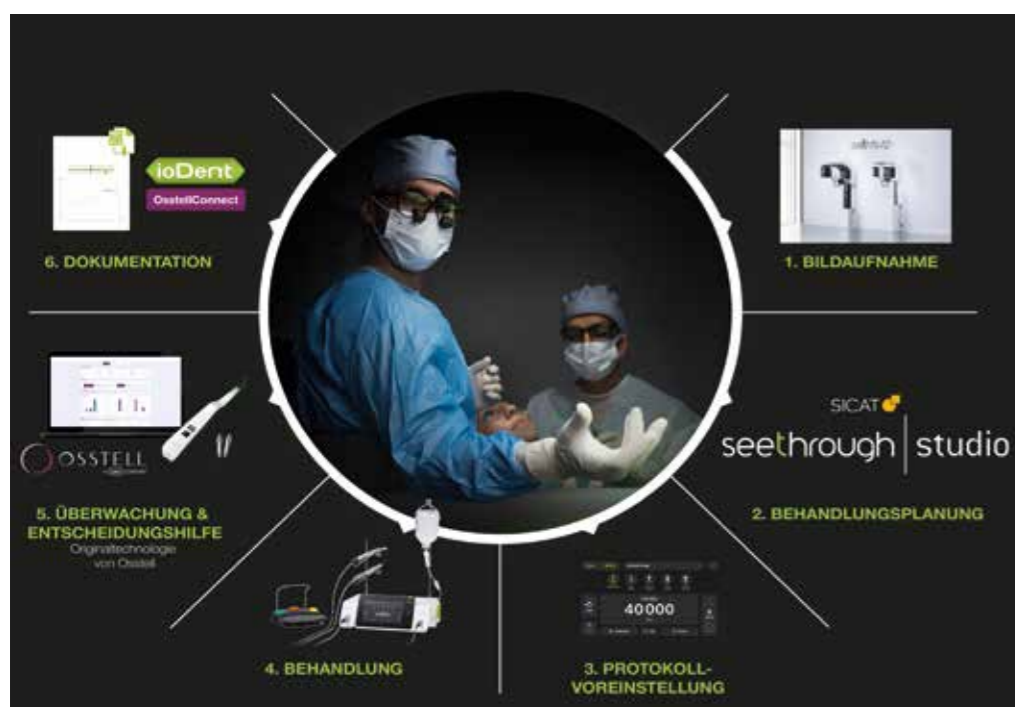 1. BILDAUFNAHME
SICAT
seethrough | studio
2. BEHANDLUNGSPLANUNG
40000
3. PROTOKOLL-
VOREINSTELLUNG
4. BEHANDLUNG
OSSTELL
5. ÜBERWACHUNG &
ENTSCHEIDUNGSHILFE
Originaltechnologie
von Osstell
ioDent
OsstellConnect
6. DOKUMENTATION